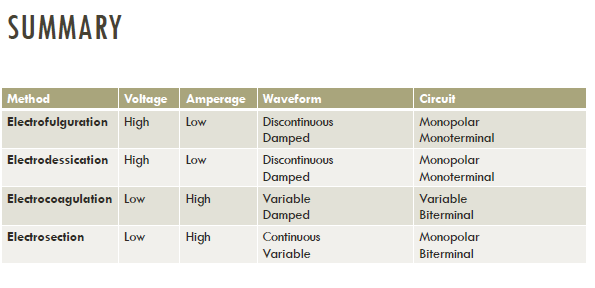 SUMMARY
Method Voltage Amperage Waveform Circuit
Electrofulguration High Low Discontinuous Monopolar
Damped Monoterminal
Electrodessication High Low Discontinuous Monopolar
Damped Monoterminal
Electrocoagulation Low High Variable Variable
Damped Biterminal
Electrosection Low High Continuous Monopolar
Variable Biterminal